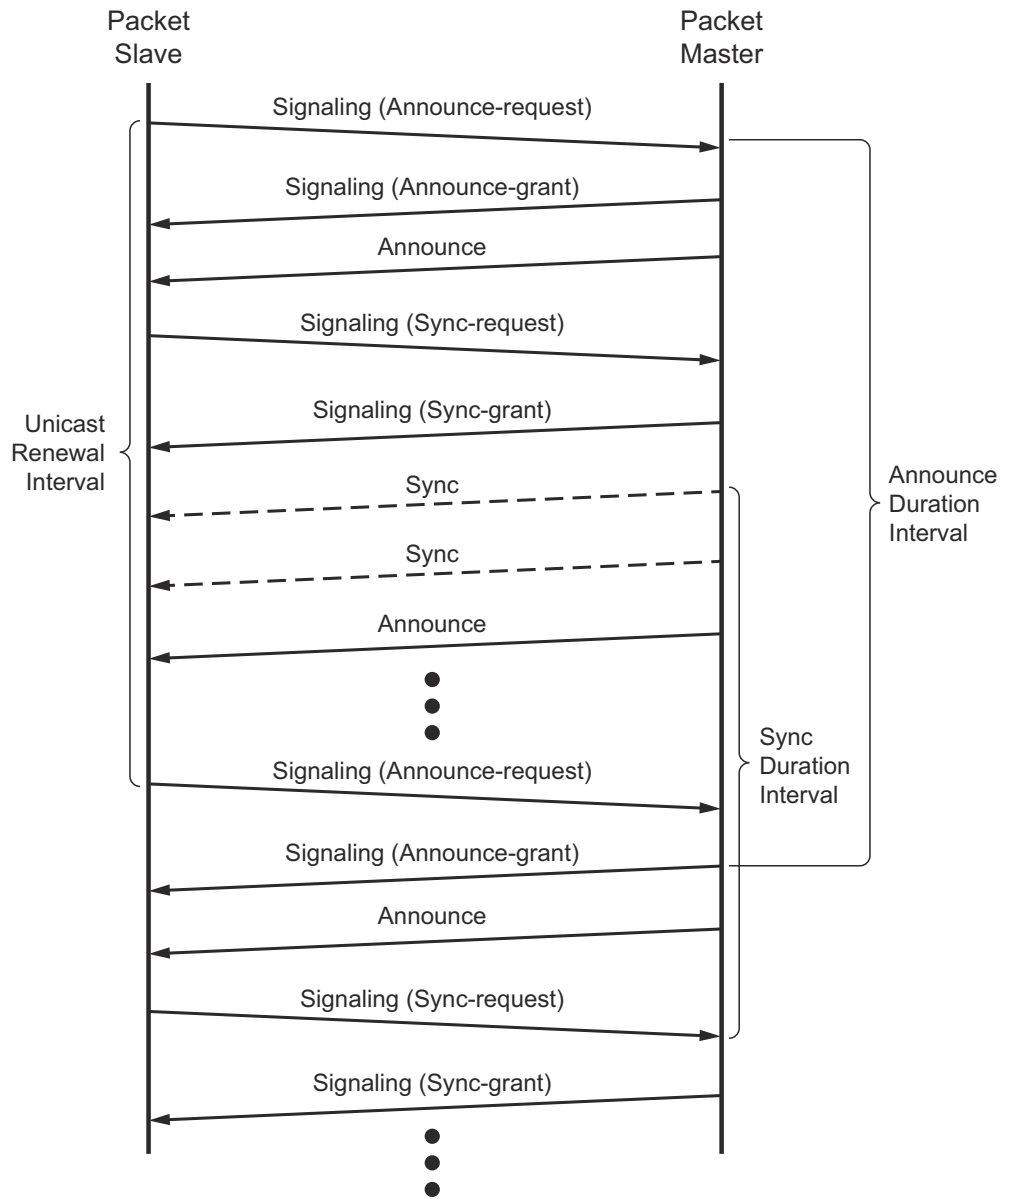 Packet
Slave
Packet
Master
Signaling (Announce-request)
Signaling (Announce-grant)
Announce
Signaling (Sync-request)
Signaling (Sync-grant)
Unicast
Renewal
Interval
Sync
Announce
Duration
Interval
Sync
Announce
Sync
Duration
Interval
Signaling (Announce-request)
Signaling (Announce-grant)
Announce
Signaling (Sync-request)
Signaling (Sync-grant)